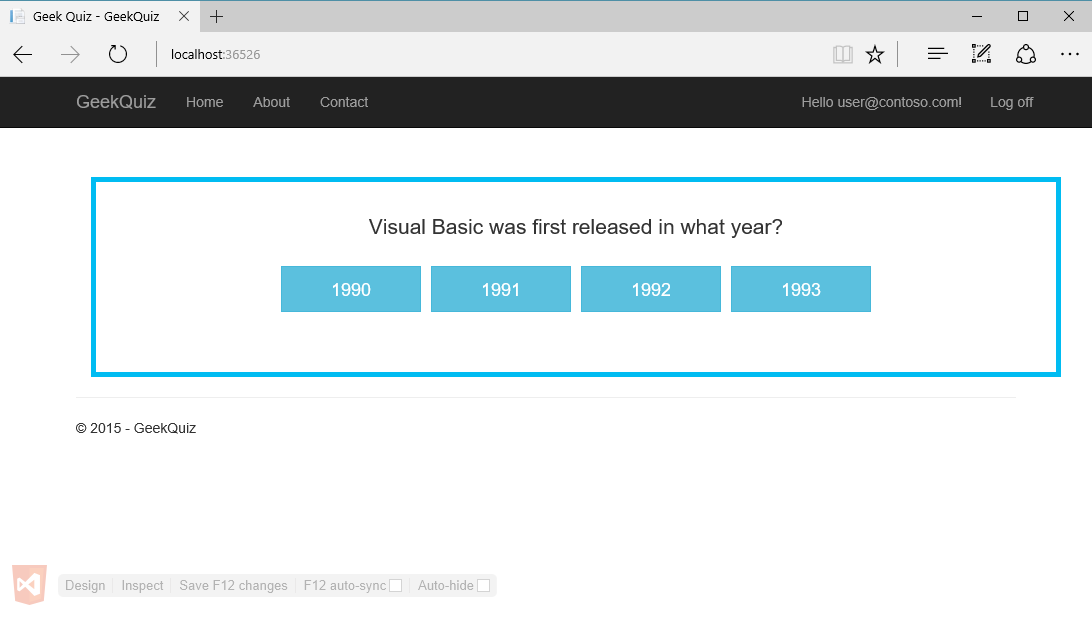 Geek Quiz - GeekQuiz
localhost:36526
GeekQuiz Home About Contact Hello user@contoso.com! Log off
Visual Basic was first released in what year?
1990 1991 1992 1993
© 2015 - GeekQuiz
Design Inspect Save F12 changes F12 auto-sync Auto-hide